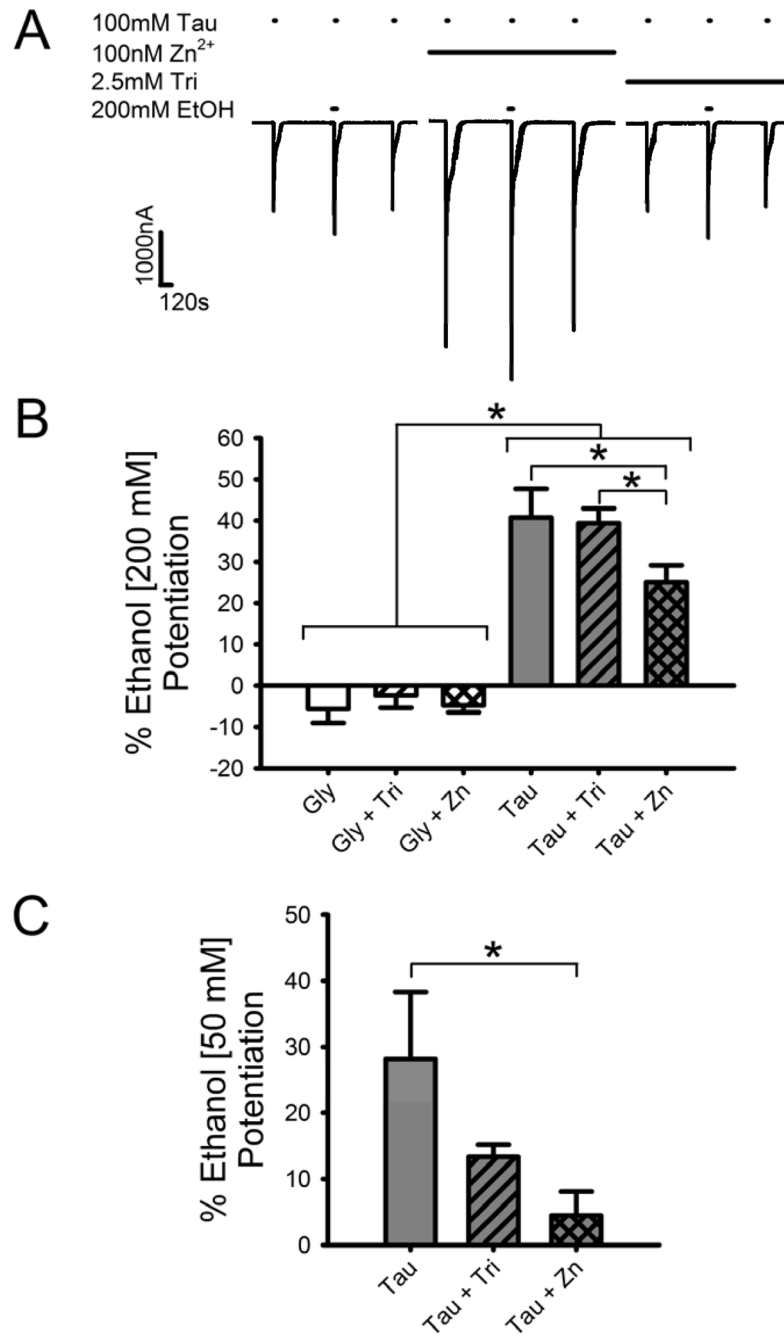 A
100mM Tau
100nM Zn²⁺
2.5mM Tri
200mM EtOH
1000nA
120s
B
% Ethanol [200 mM]
Potentiation
60
50
40
30
20
10
0
-10
-20
*
*
*
Gly
Gly + Tri
Gly + Zn
Tau
Tau + Tri
Tau + Zn
C
% Ethanol [50 mM]
Potentiation
50
40
30
20
10
0
*
Tau
Tau + Tri
Tau + Zn